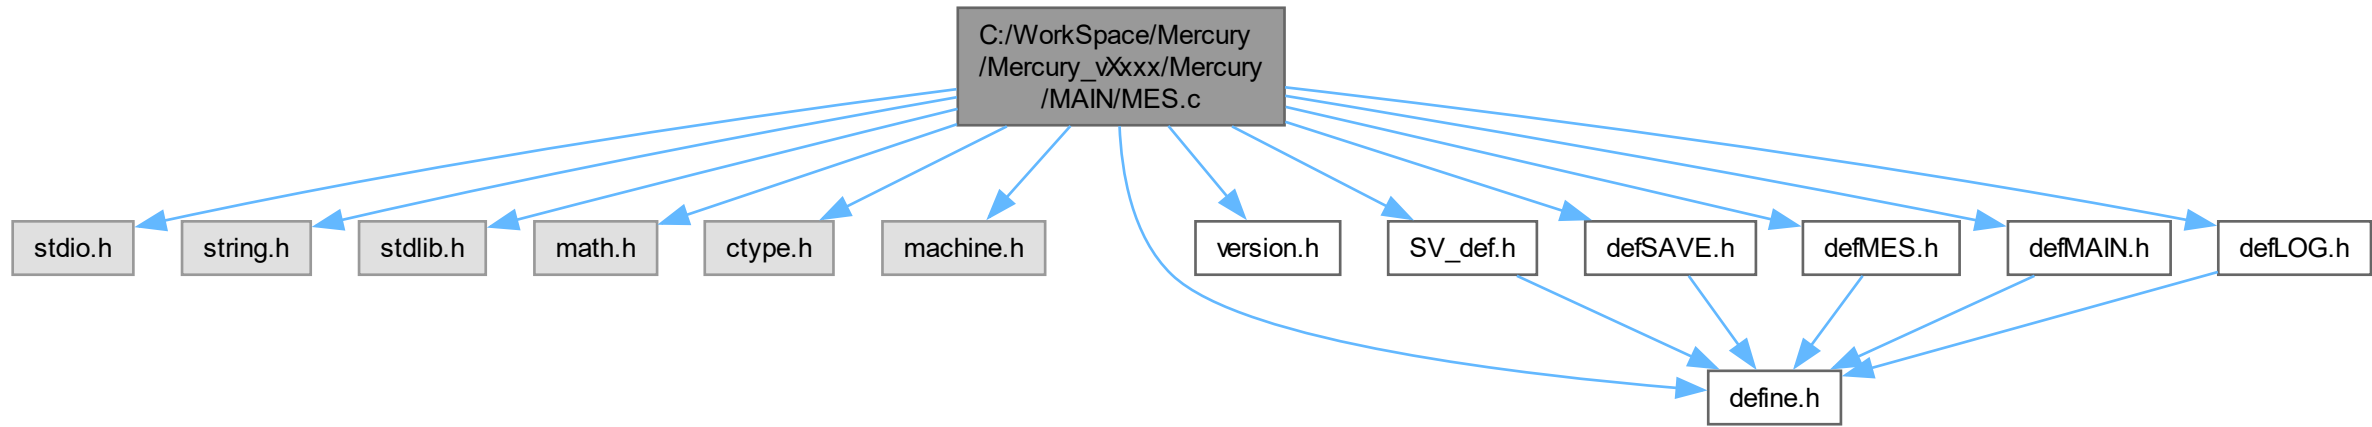 C:/WorkSpace/Mercury
/Mercury_vXxxx/Mercury
/MAIN/MES.c
stdio.h
string.h
stdlib.h
math.h
ctype.h
machine.h
version.h
SV_def.h
defSAVE.h
defMES.h
defMAIN.h
defLOG.h
define.h